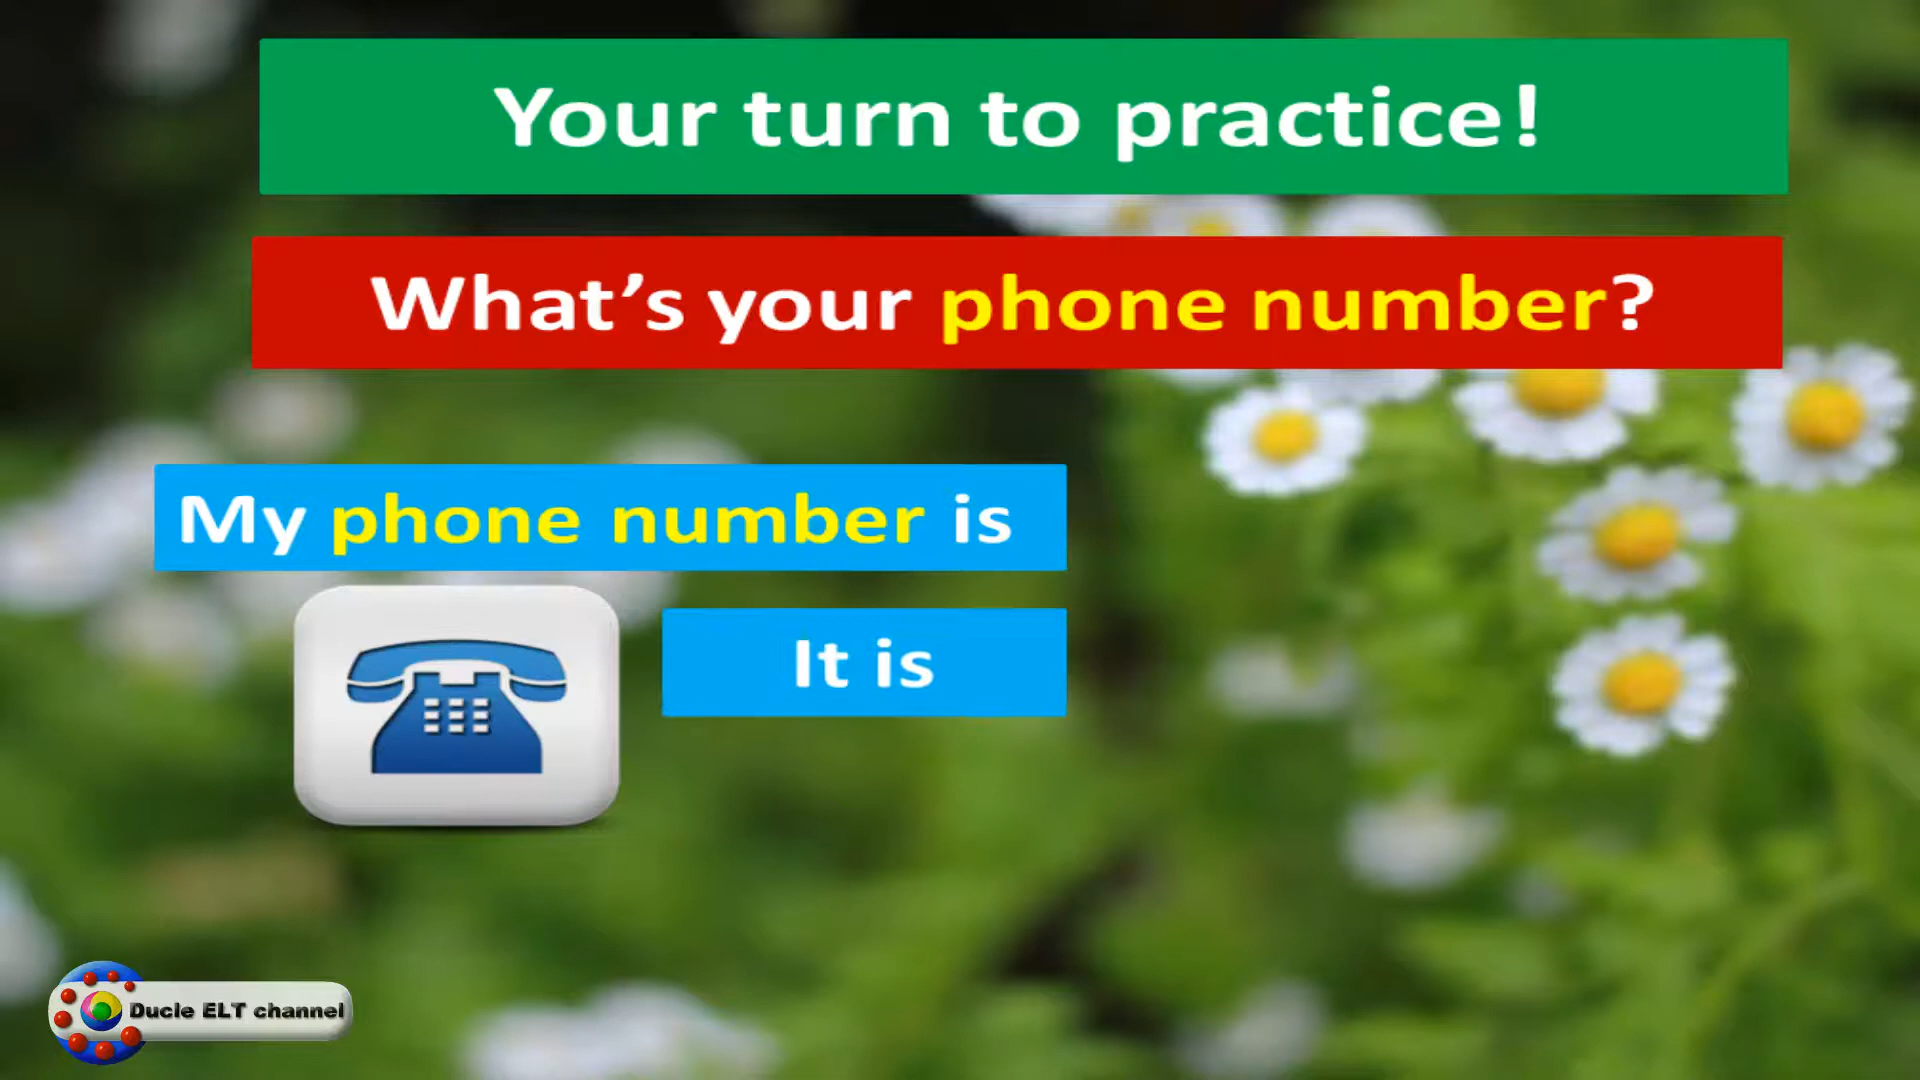 Your turn to practice!
What's your phone number?
My phone number is
It is
Ducle ELT channel